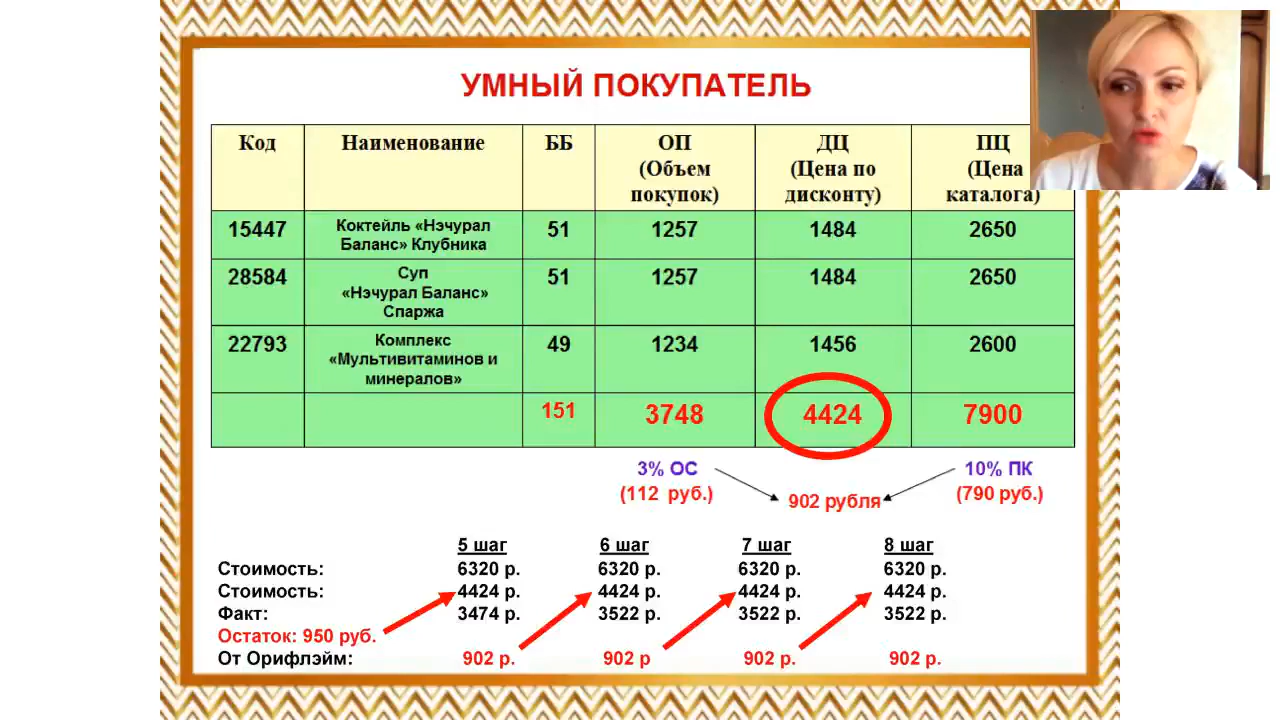 УМНЫЙ ПОКУПАТЕЛЬ
Код Наименование ББ ОП (Объем покупок) ДЦ (Цена по дисконту) ПЦ (Цена каталога)
15447 Коктейль «Нэчурал Баланс» Клубника 51 1257 1484 2650
28584 Суп «Нэчурал Баланс» Спаржа 51 1257 1484 2650
22793 Комплекс «Мультивитаминов и минералов» 49 1234 1456 2600
151 3748 4424 7900
3% ОС 10% ПК
(112 руб.) 902 рубля (790 руб.)
5 шаг 6 шаг 7 шаг 8 шаг
Стоимость: 6320 р. 6320 р. 6320 р. 6320 р.
Стоимость: 4424 р. 4424 р. 4424 р. 4424 р.
Факт: 3474 р. 3522 р. 3522 р. 3522 р.
Остаток: 950 руб.
От Орифлэйм: 902 р. 902 р 902 р. 902 р.